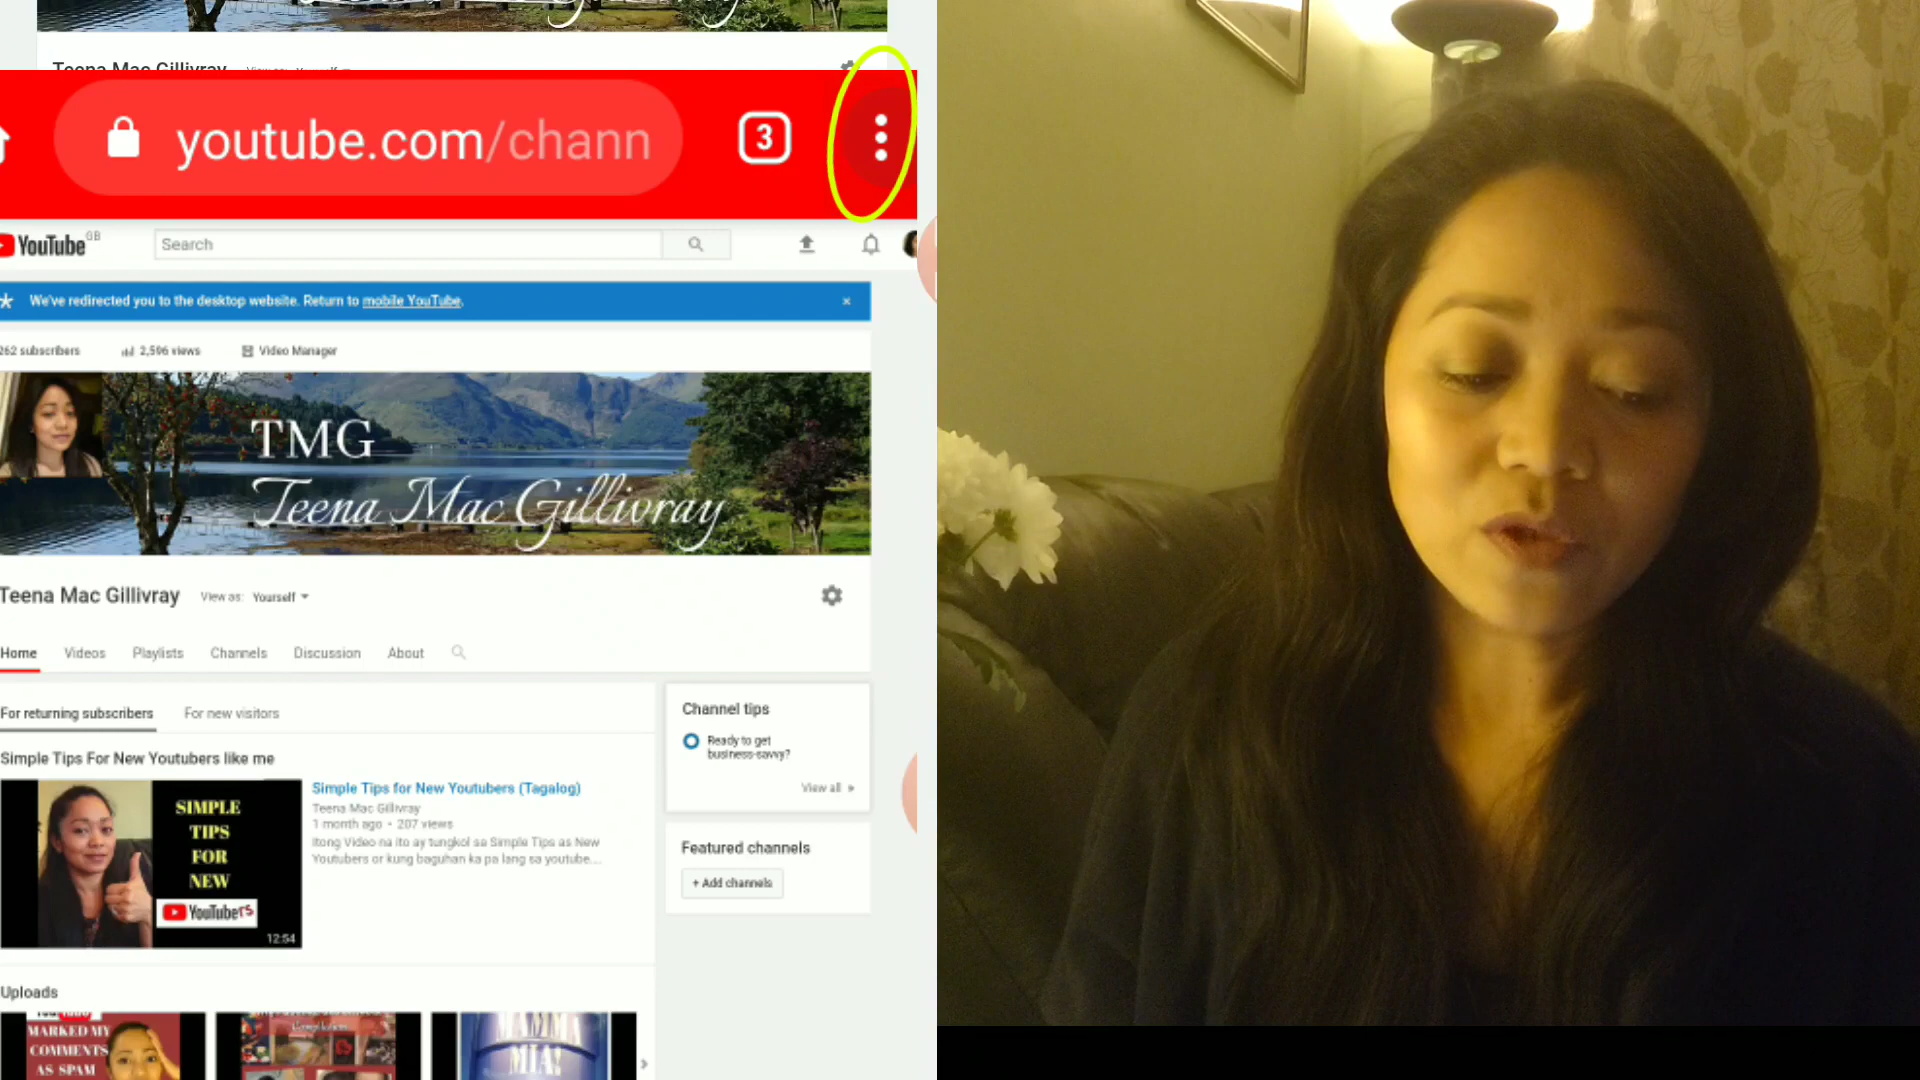 Teena Mac Gillivray
youtube.com/chann
3
YouTube GB
Search
We've redirected you to the desktop website. Return to mobile YouTube.
262 subscribers
2,596 views
Video Manager
TMG
Teena Mac Gillivray
Teena Mac Gillivray
View as: Yourself
Home
Videos
Playlists
Channels
Discussion
About
For returning subscribers
For new visitors
Simple Tips For New Youtubers like me
SIMPLE
TIPS
FOR
NEW
YouTubers
12:54
Simple Tips for New Youtubers (Tagalog)
Teena Mac Gillivray
1 month ago • 207 views
Itong Video na ito ay tungkol sa Simple Tips as New
Youtubers or kung baguhan ka pa lang sa youtube....
Channel tips
Ready to get
business-savvy?
View all
Featured channels
+ Add channels
Uploads
MARKED MY
COMMENTS
AS SPAM
MIA!